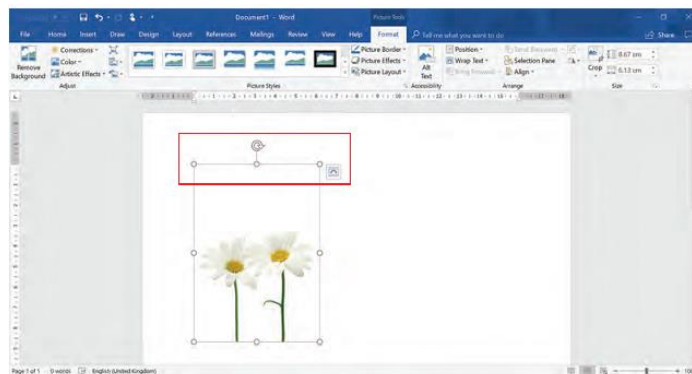 Document1 - Word
Picture Tools
File Home Insert Draw Design Layout References Mailings Review View Help Format Tell me what you want to do Share
Corrections Picture Border Position Bring Forward
Remove Background Color Picture Effects Alt Text Wrap Text Selection Pane Crop 8.67 cm
Artistic Effects Picture Layout Align 6.13 cm
Adjust Picture Styles Accessibility Arrange Size
Page 1 of 1 0 words English (United Kingdom)